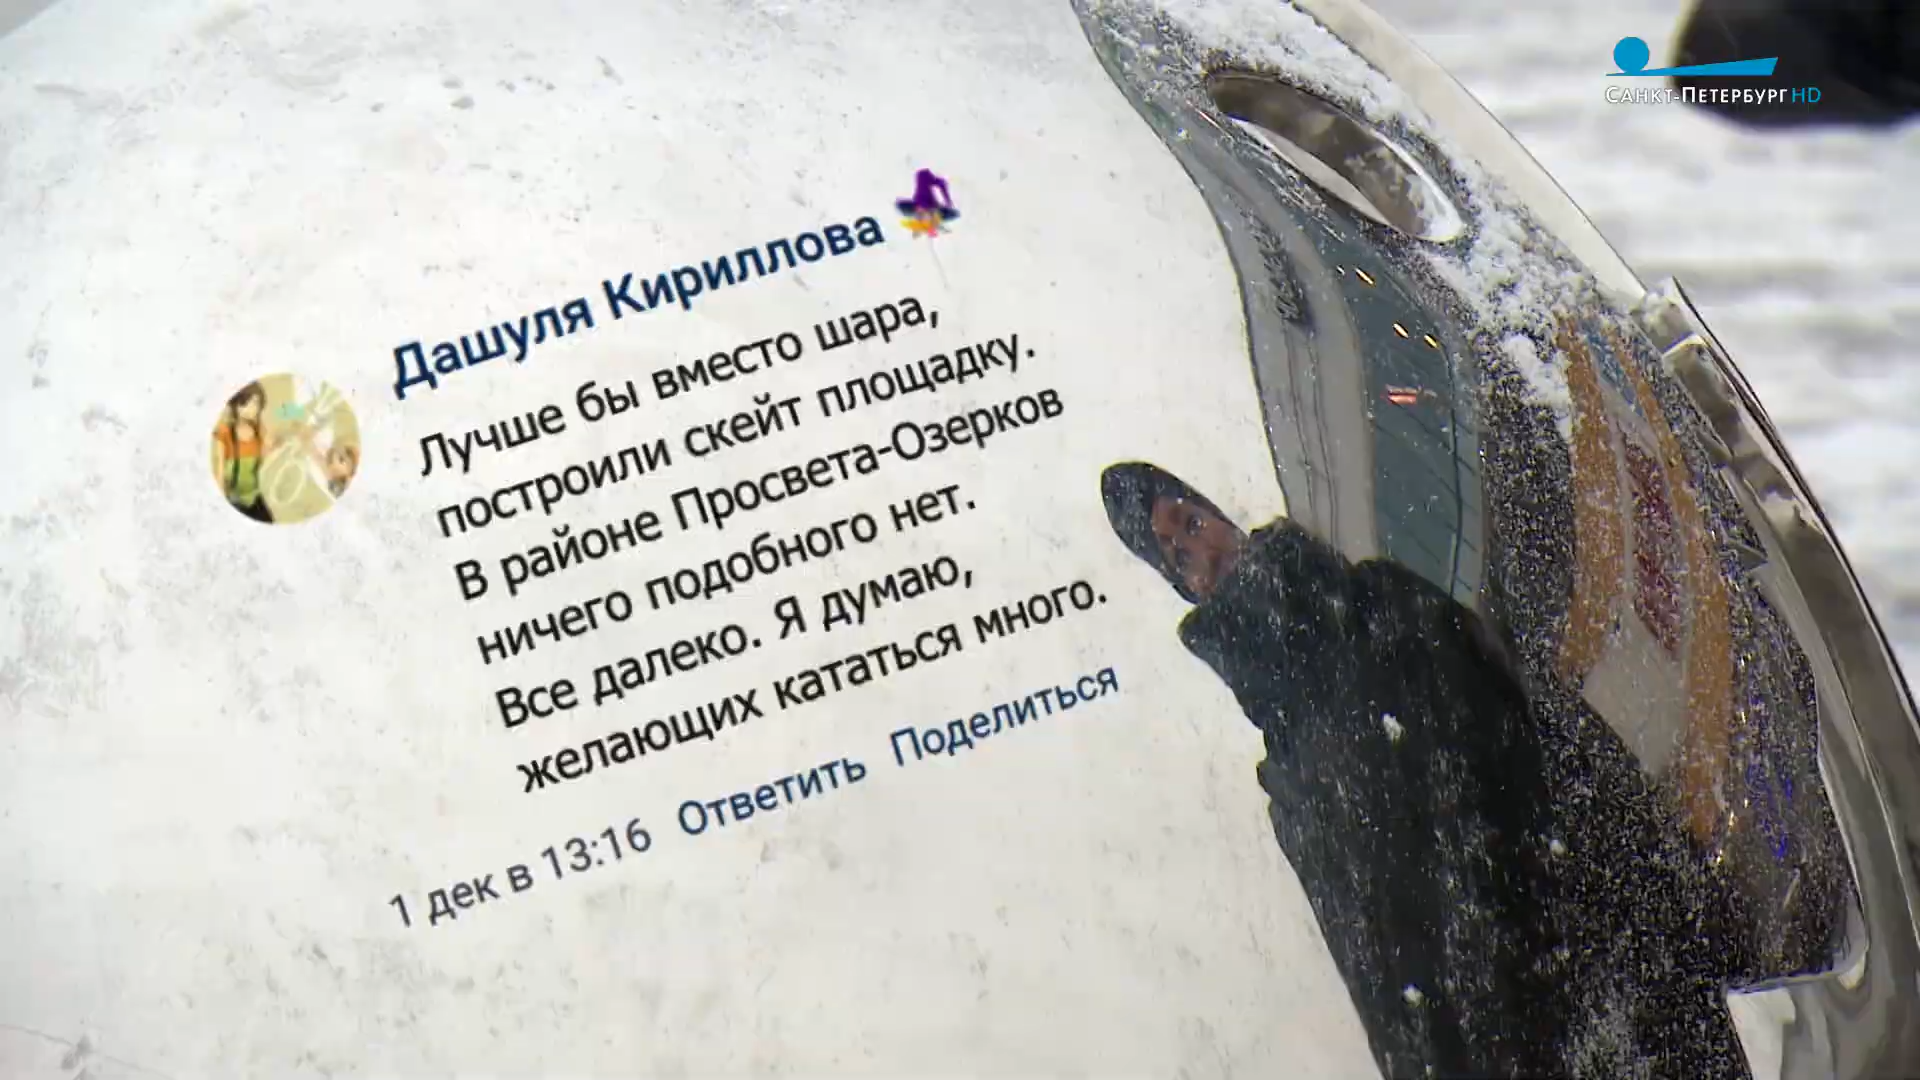 САНКТ-ПЕТЕРБУРГ HD
Дашуля Кириллова
Лучше бы вместо шара,
построили скейт площадку.
В районе Просвета-Озерков
ничего подобного нет.
Все далеко. Я думаю,
желающих кататься много.
1 дек в 13:16 Ответить Поделиться